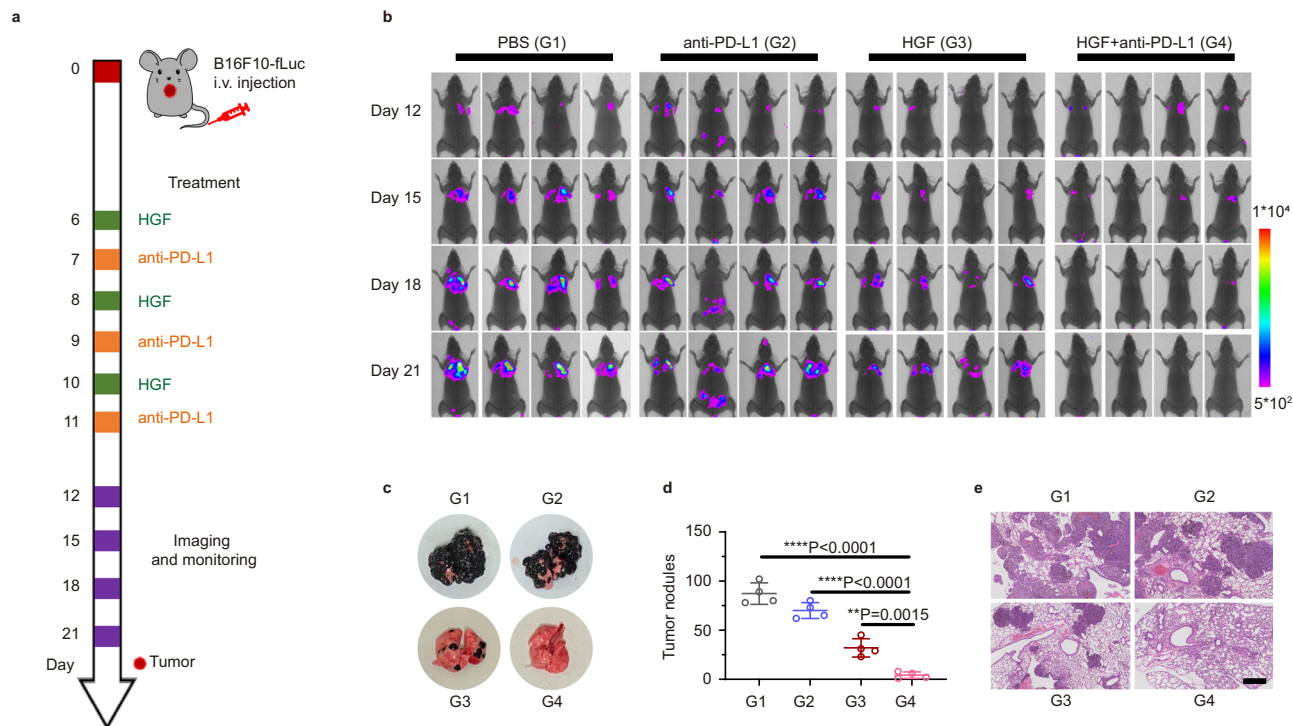 a
0
B16F10-fLuc
i.v. injection
Treatment
6 HGF
7 anti-PD-L1
8 HGF
9 anti-PD-L1
10 HGF
11 anti-PD-L1
12
15
Imaging
and monitoring
18
21
Day
Tumor
b
PBS (G1) anti-PD-L1 (G2) HGF (G3) HGF+anti-PD-L1 (G4)
Day 12
Day 15
Day 18
Day 21
1*10⁴
5*10²
c
G1 G2
G3 G4
d
150
100
50
0
Tumor nodules
****P<0.0001
****P<0.0001
**P=0.0015
G1 G2 G3 G4
e
G1 G2
G3 G4